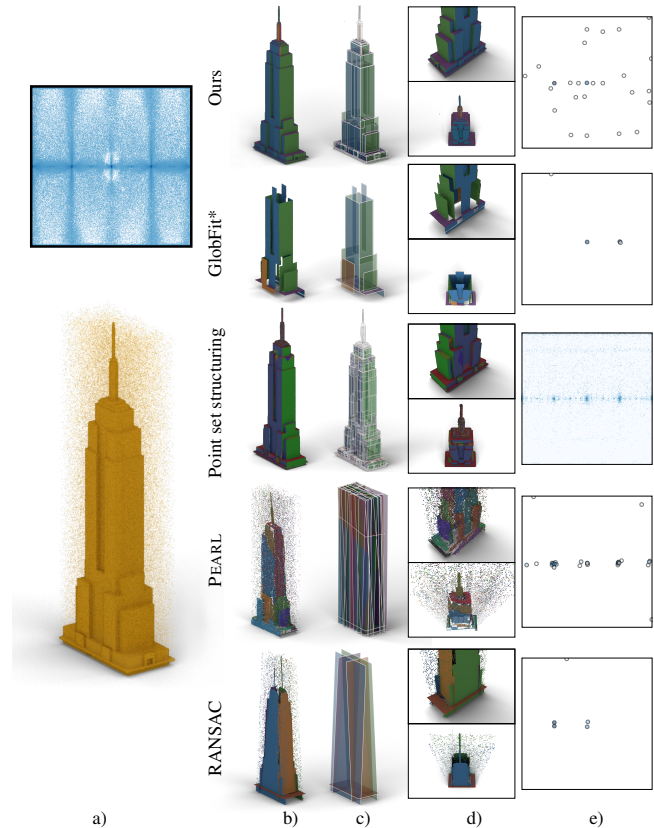 Ours
GlobFit*
Point set structuring
PEARL
RANSAC
a)
b)
c)
d)
e)